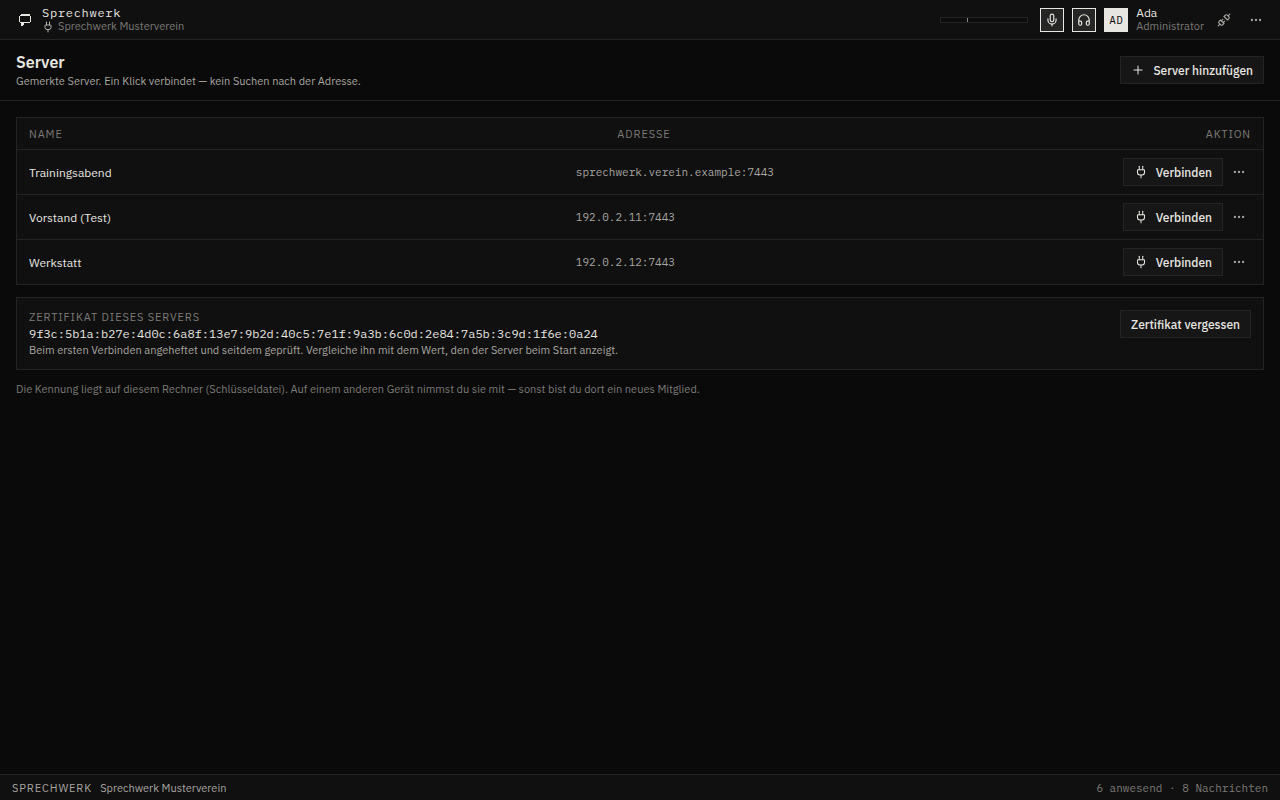 Sprechwerk
Sprechwerk Musterverein
AD
Ada
Administrator
Server
Gemerkte Server. Ein Klick verbindet — kein Suchen nach der Adresse.
Server hinzufügen
NAME ADRESSE AKTION
Trainingsabend sprechwerk.verein.example:7443 Verbinden
Vorstand (Test) 192.0.2.11:7443 Verbinden
Werkstatt 192.0.2.12:7443 Verbinden
ZERTIFIKAT DIESES SERVERS
9f3c:5b1a:b27e:4d0c:6a8f:13e7:9b2d:40c5:7e1f:9a3b:6c0d:2e84:7a5b:3c9d:1f6e:0a24
Beim ersten Verbinden angeheftet und seitdem geprüft. Vergleiche ihn mit dem Wert, den der Server beim Start anzeigt.
Zertifikat vergessen
Die Kennung liegt auf diesem Rechner (Schlüsseldatei). Auf einem anderen Gerät nimmst du sie mit — sonst bist du dort ein neues Mitglied.
SPRECHWERK Sprechwerk Musterverein
6 anwesend · 8 Nachrichten